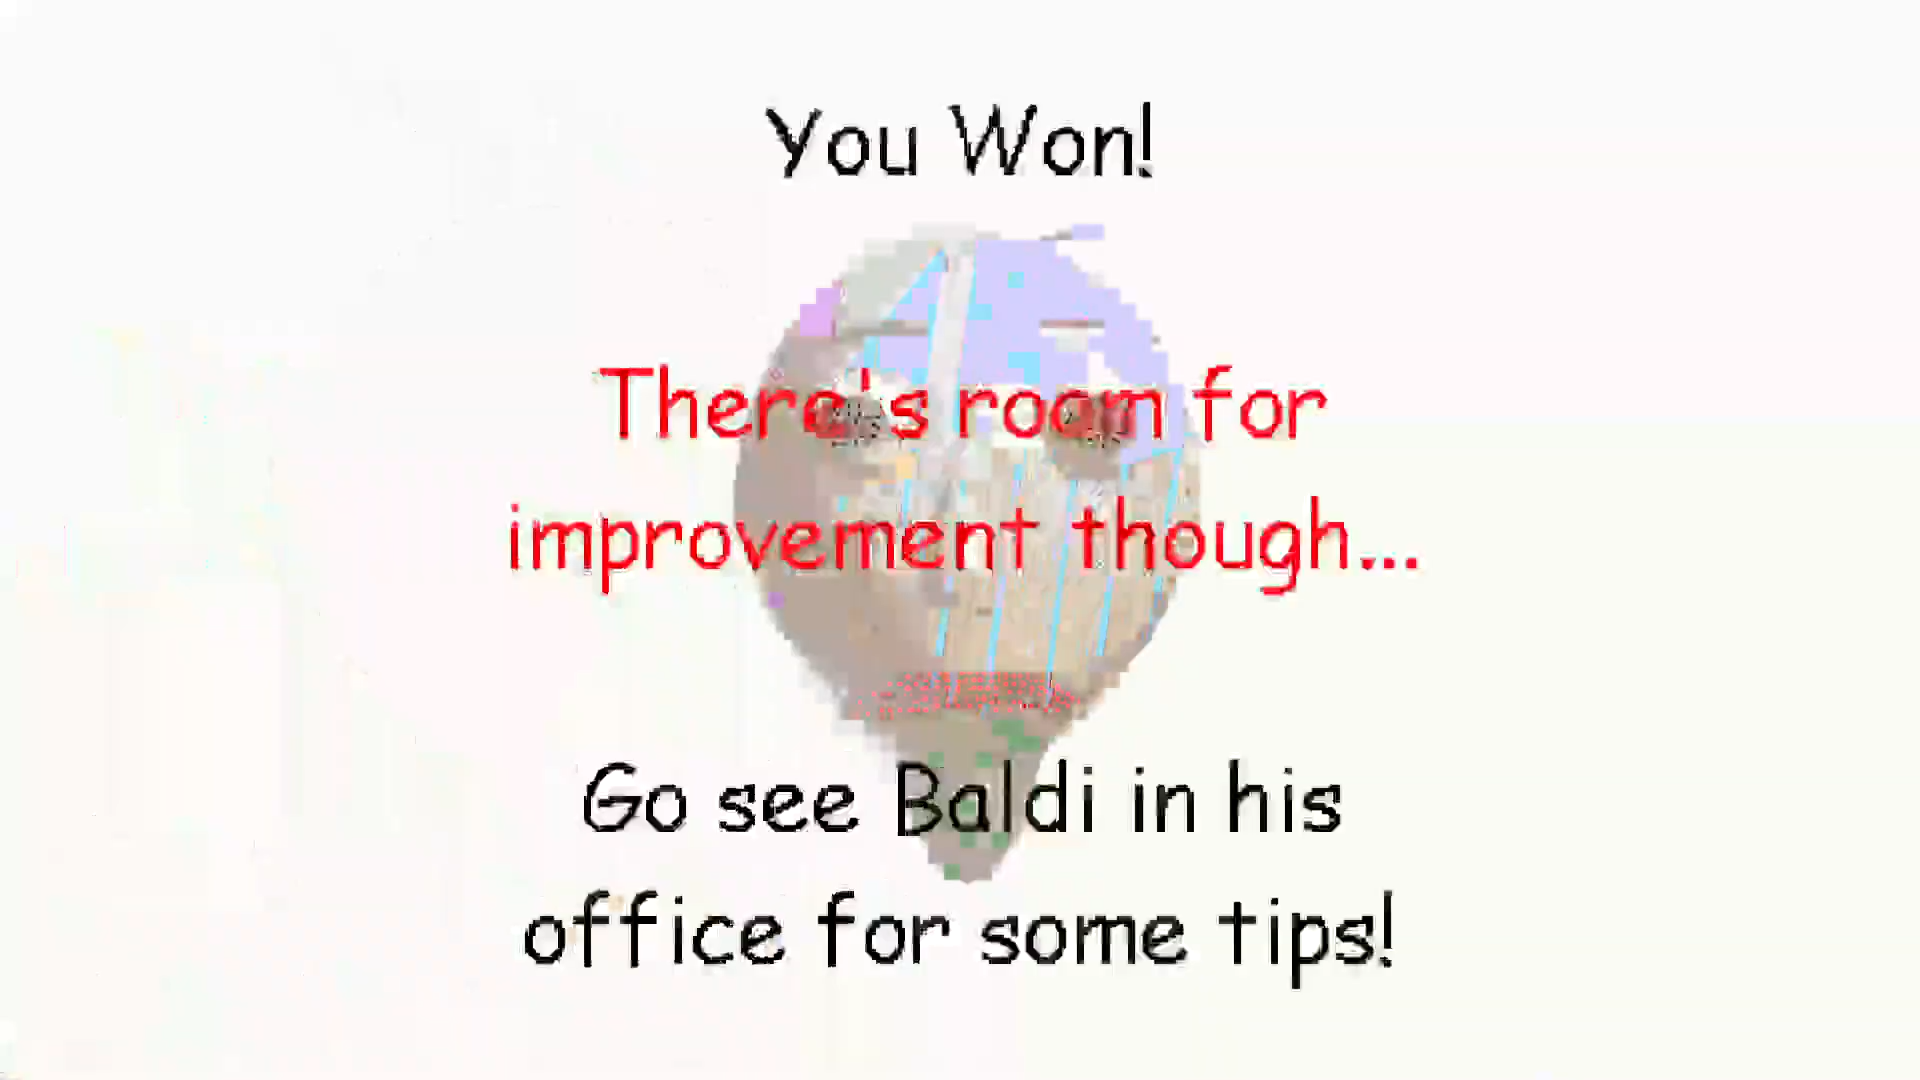 You Won!
There's room for
improvement though...
Go see Baldi in his
office for some tips!